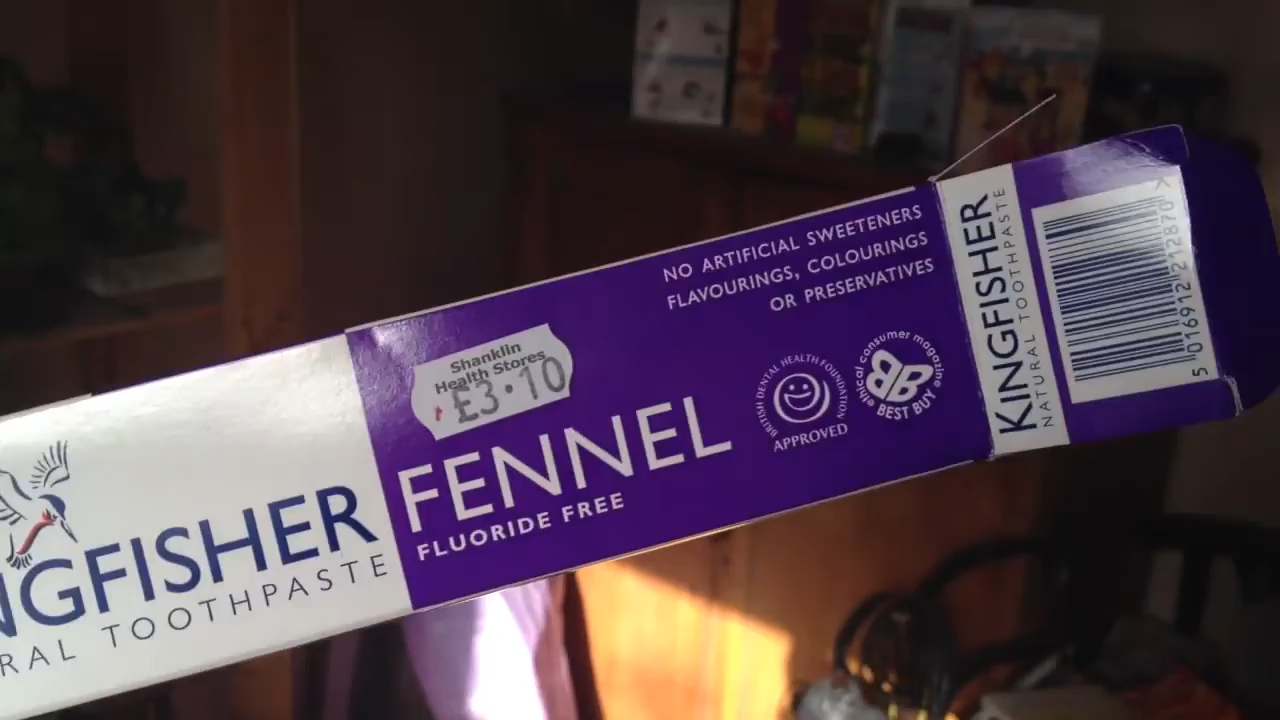 NGFISHER
RAL TOOTHPASTE
Shanklin
Health Stores
£3.10
FENNEL
FLUORIDE FREE
NO ARTIFICIAL SWEETENERS
FLAVOURINGS, COLOURINGS
OR PRESERVATIVES
BRITISH DENTAL HEALTH FOUNDATION
APPROVED
ethical consumer magazine
BEST BUY
KINGFISHER
NATURAL TOOTHPASTE
5 016912 212870 >